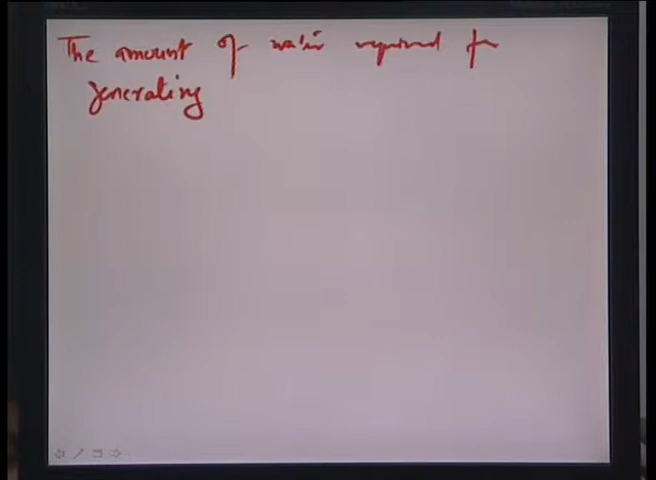 The amount of water required for
generating